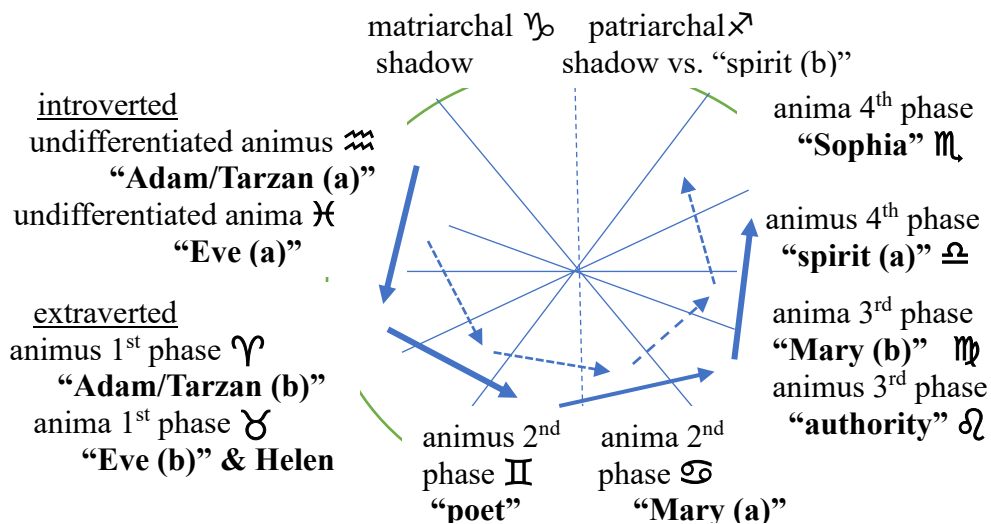 matriarchal ♑
shadow
patriarchal♐
shadow vs. “spirit (b)”
introverted
undifferentiated animus ♒
“Adam/Tarzan (a)”
undifferentiated anima ♓
“Eve (a)”
extraverted
animus 1st phase ♈
“Adam/Tarzan (b)”
anima 1st phase ♉
“Eve (b)” & Helen
animus 2nd
phase ♊
“poet”
anima 2nd
phase ♋
“Mary (a)”
anima 4th phase
“Sophia” ♏
animus 4th phase
“spirit (a)” ♎
anima 3rd phase
“Mary (b)” ♍
animus 3rd phase
“authority” ♌